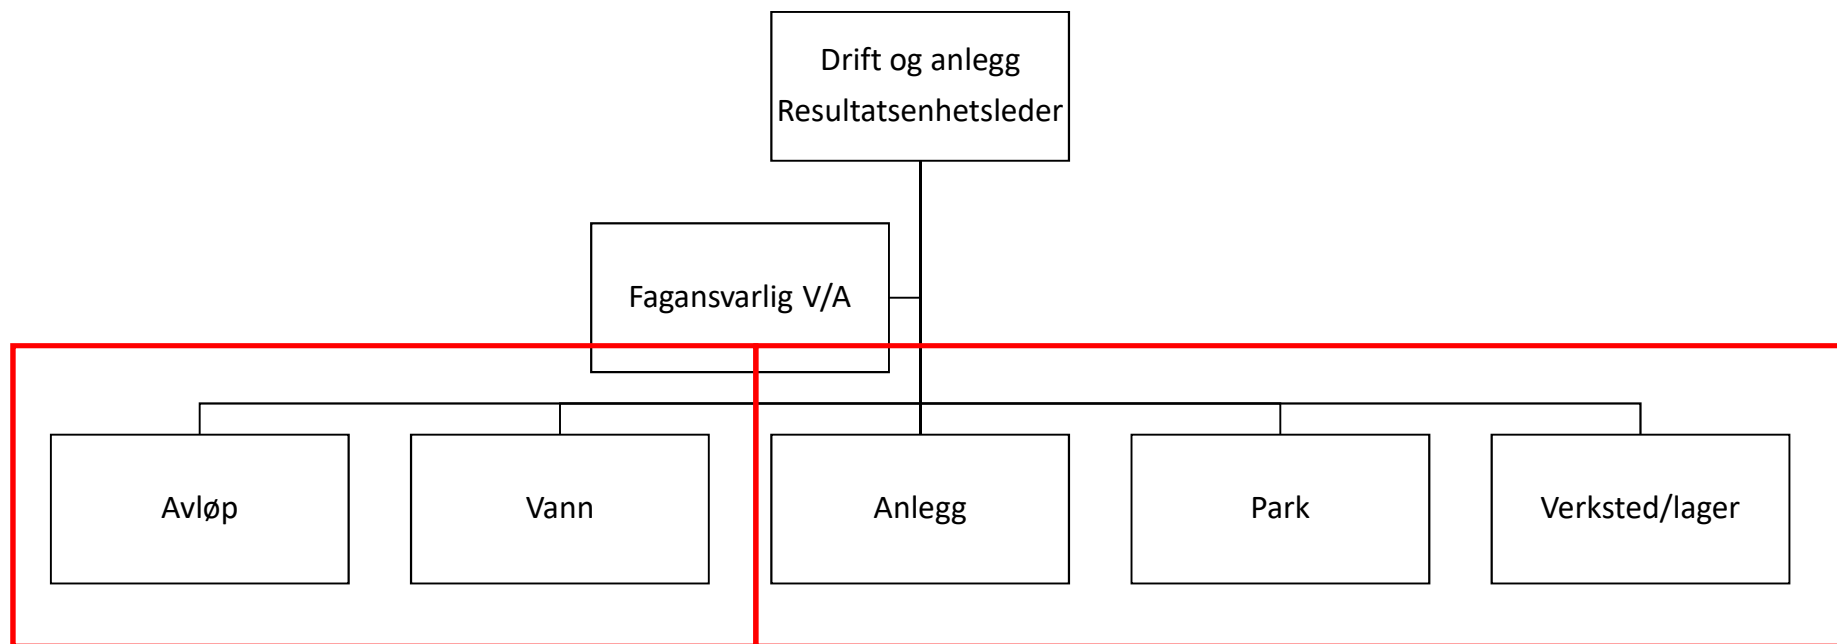 Drift og anlegg
Resultatsenhetsleder
Fagansvarlig V/A
Avløp
Vann
Anlegg
Park
Verksted/lager